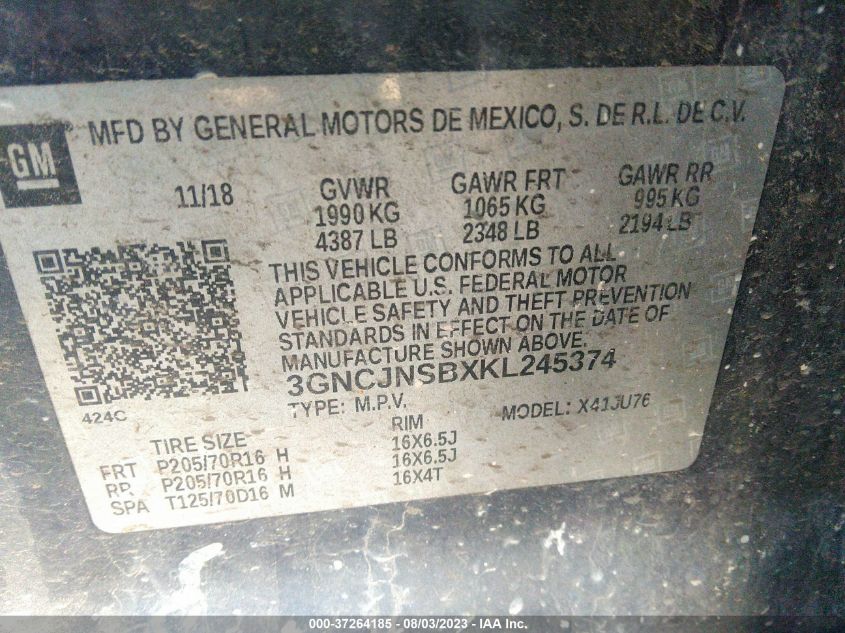 GM
MFD BY GENERAL MOTORS DE MEXICO, S. DE R.L. DE C.V.
11/18 GVWR GAWR FRT GAWR RR
1990 KG 1065 KG 995 KG
4387 LB 2348 LB 2194 LB
THIS VEHICLE CONFORMS TO ALL
APPLICABLE U.S. FEDERAL MOTOR
VEHICLE SAFETY AND THEFT PREVENTION
STANDARDS IN EFFECT ON THE DATE OF
MANUFACTURE SHOWN ABOVE.
3GNCJNSBXKL245374
424C
TYPE: M.P.V. MODEL: X41JU76
TIRE SIZE RIM
FRT P205/70R16 H 16X6.5J
RR P205/70R16 H 16X6.5J
SPA T125/70D16 M 16X4T
000-37264185 - 08/03/2023 - IAA Inc.